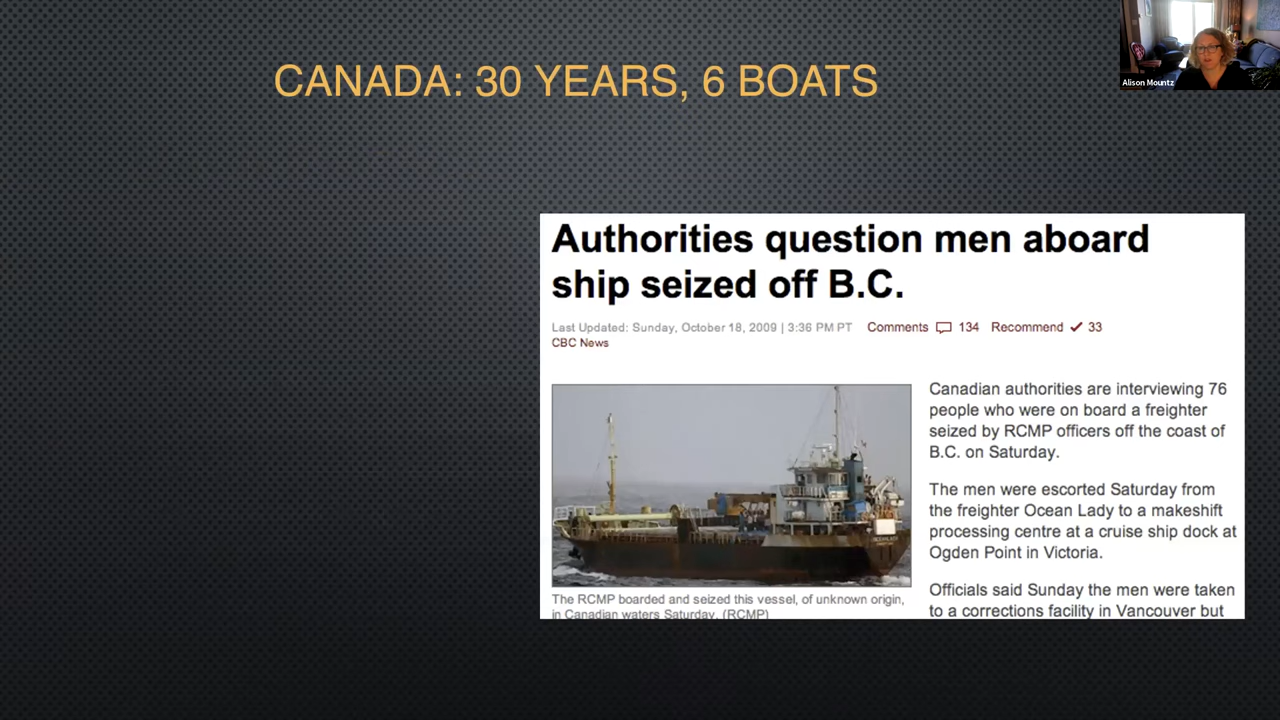 CANADA: 30 YEARS, 6 BOATS
Alison Mountz
Authorities question men aboard
ship seized off B.C.
Last Updated: Sunday, October 18, 2009 | 3:36 PM PT Comments 134 Recommend 33
CBC News
Canadian authorities are interviewing 76
people who were on board a freighter
seized by RCMP officers off the coast of
B.C. on Saturday.
The men were escorted Saturday from
the freighter Ocean Lady to a makeshift
processing centre at a cruise ship dock at
Ogden Point in Victoria.
Officials said Sunday the men were taken
to a corrections facility in Vancouver but
The RCMP boarded and seized this vessel, of unknown origin,
in Canadian waters Saturday. (RCMP)